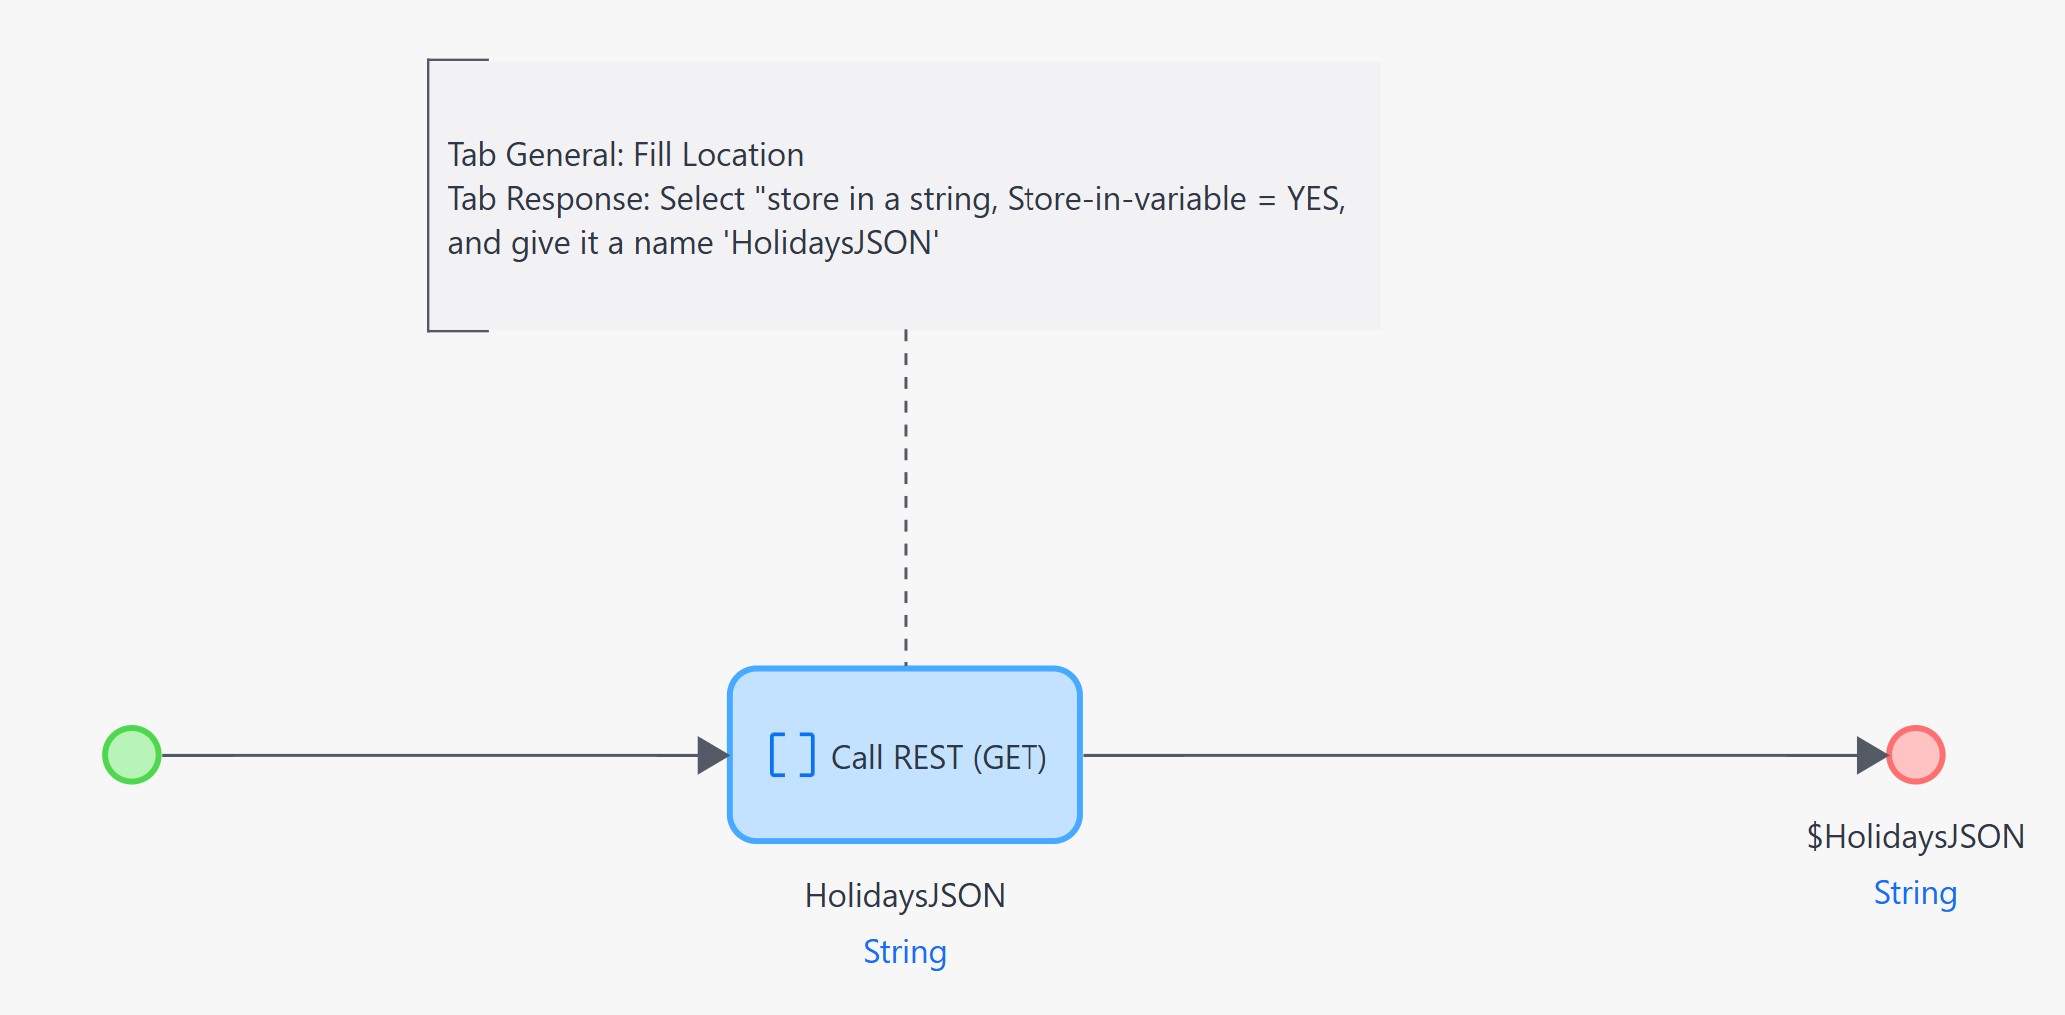 Tab General: Fill Location
Tab Response: Select "store in a string, Store-in-variable = YES,
and give it a name 'HolidaysJSON'
Call REST (GET)
HolidaysJSON
String
$HolidaysJSON
String